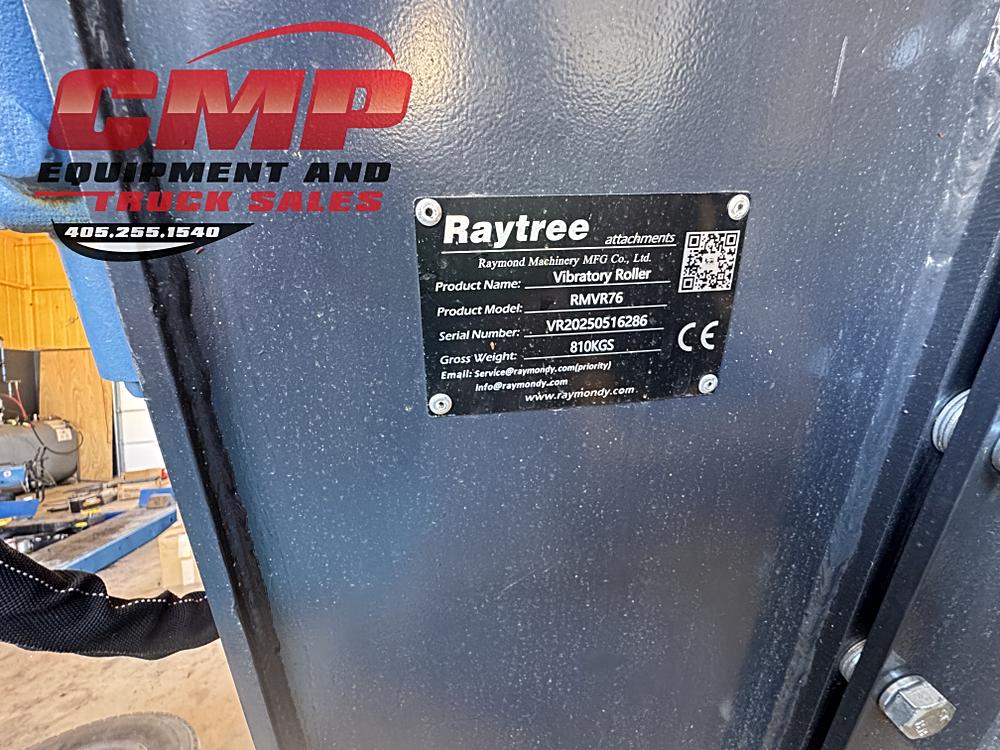 CMP
EQUIPMENT AND
TRUCK SALES
405.255.1540
Raytree attachments
Raymond Machinery MFG Co., Ltd.
Product Name: Vibratory Roller
Product Model: RMVR76
Serial Number: VR20250516286
Gross Weight: 810KGS
Email: Service@raymondy.com(priority)
info@raymondy.com
www.raymondy.com
CE